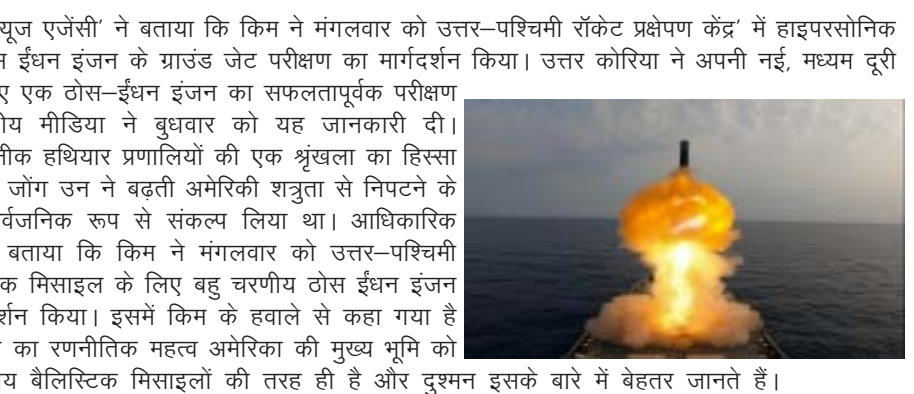 यूज एजेंसी’ ने बताया कि किम ने मंगलवार को उत्तर–पश्चिमी रॉकेट प्रक्षेपण केंद्र’ में हाइपरसोनिक
ईंधन इंजन के ग्राउंड जेट परीक्षण का मार्गदर्शन किया। उत्तर कोरिया ने अपनी नई, मध्यम दूरी
एक ठोस–ईंधन इंजन का सफलतापूर्वक परीक्षण
मीडिया ने बुधवार को यह जानकारी दी।
हथियार प्रणालियों की एक श्रृंखला का हिस्सा
जोंग उन ने बढ़ती अमेरिकी शत्रुता से निपटने के
रूप से संकल्प लिया था। आधिकारिक
बताया कि किम ने मंगलवार को उत्तर–पश्चिमी
मिसाइल के लिए बहु चरणीय ठोस ईंधन इंजन
किया। इसमें किम के हवाले से कहा गया है
का रणनीतिक महत्व अमेरिका की मुख्य भूमि को
बैलिस्टिक मिसाइलों की तरह ही है और दुश्मन इसके बारे में बेहतर जानते हैं।